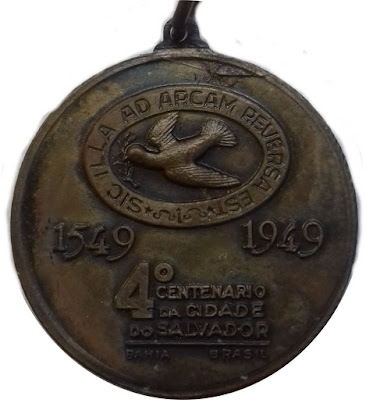 SIC ILLA AD ARCAM REVERSA EST
1549 1949
4º CENTENARIO
DA CIDADE
DO SALVADOR
BAHIA BRASIL